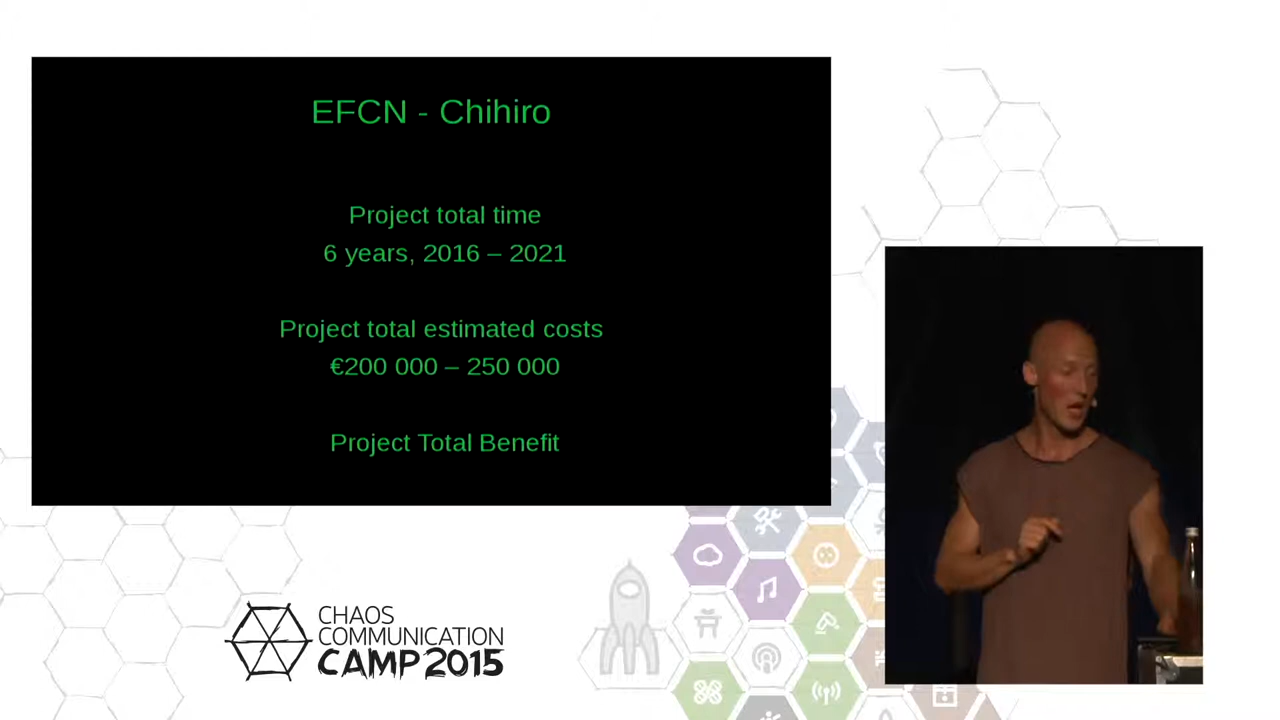 EFCN - Chihiro
Project total time
6 years, 2016 – 2021
Project total estimated costs
€200 000 – 250 000
Project Total Benefit
CHAOS
COMMUNICATION
CAMP 2015